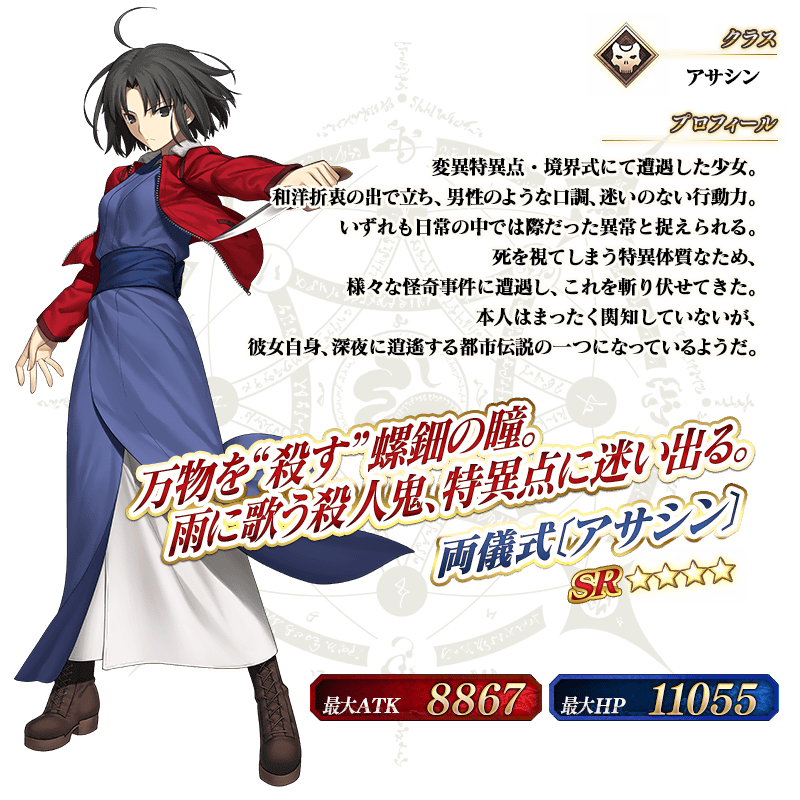 クラス
アサシン
プロフィール
変異特異点・境界式にて遭遇した少女。
和洋折衷の出で立ち、男性のような口調、迷いのない行動力。
いずれも日常の中では際だった異常と捉えられる。
死を視てしまう特異体質なため、
様々な怪奇事件に遭遇し、これを斬り伏せてきた。
本人はまったく関知していないが、
彼女自身、深夜に逍遙する都市伝説の一つになっているようだ。
万物を“殺す”螺鈿の瞳。
雨に歌う殺人鬼、特異点に迷い出る。
両儀式〔アサシン〕
SR ☆☆☆☆
最大ATK 8867
最大HP 11055